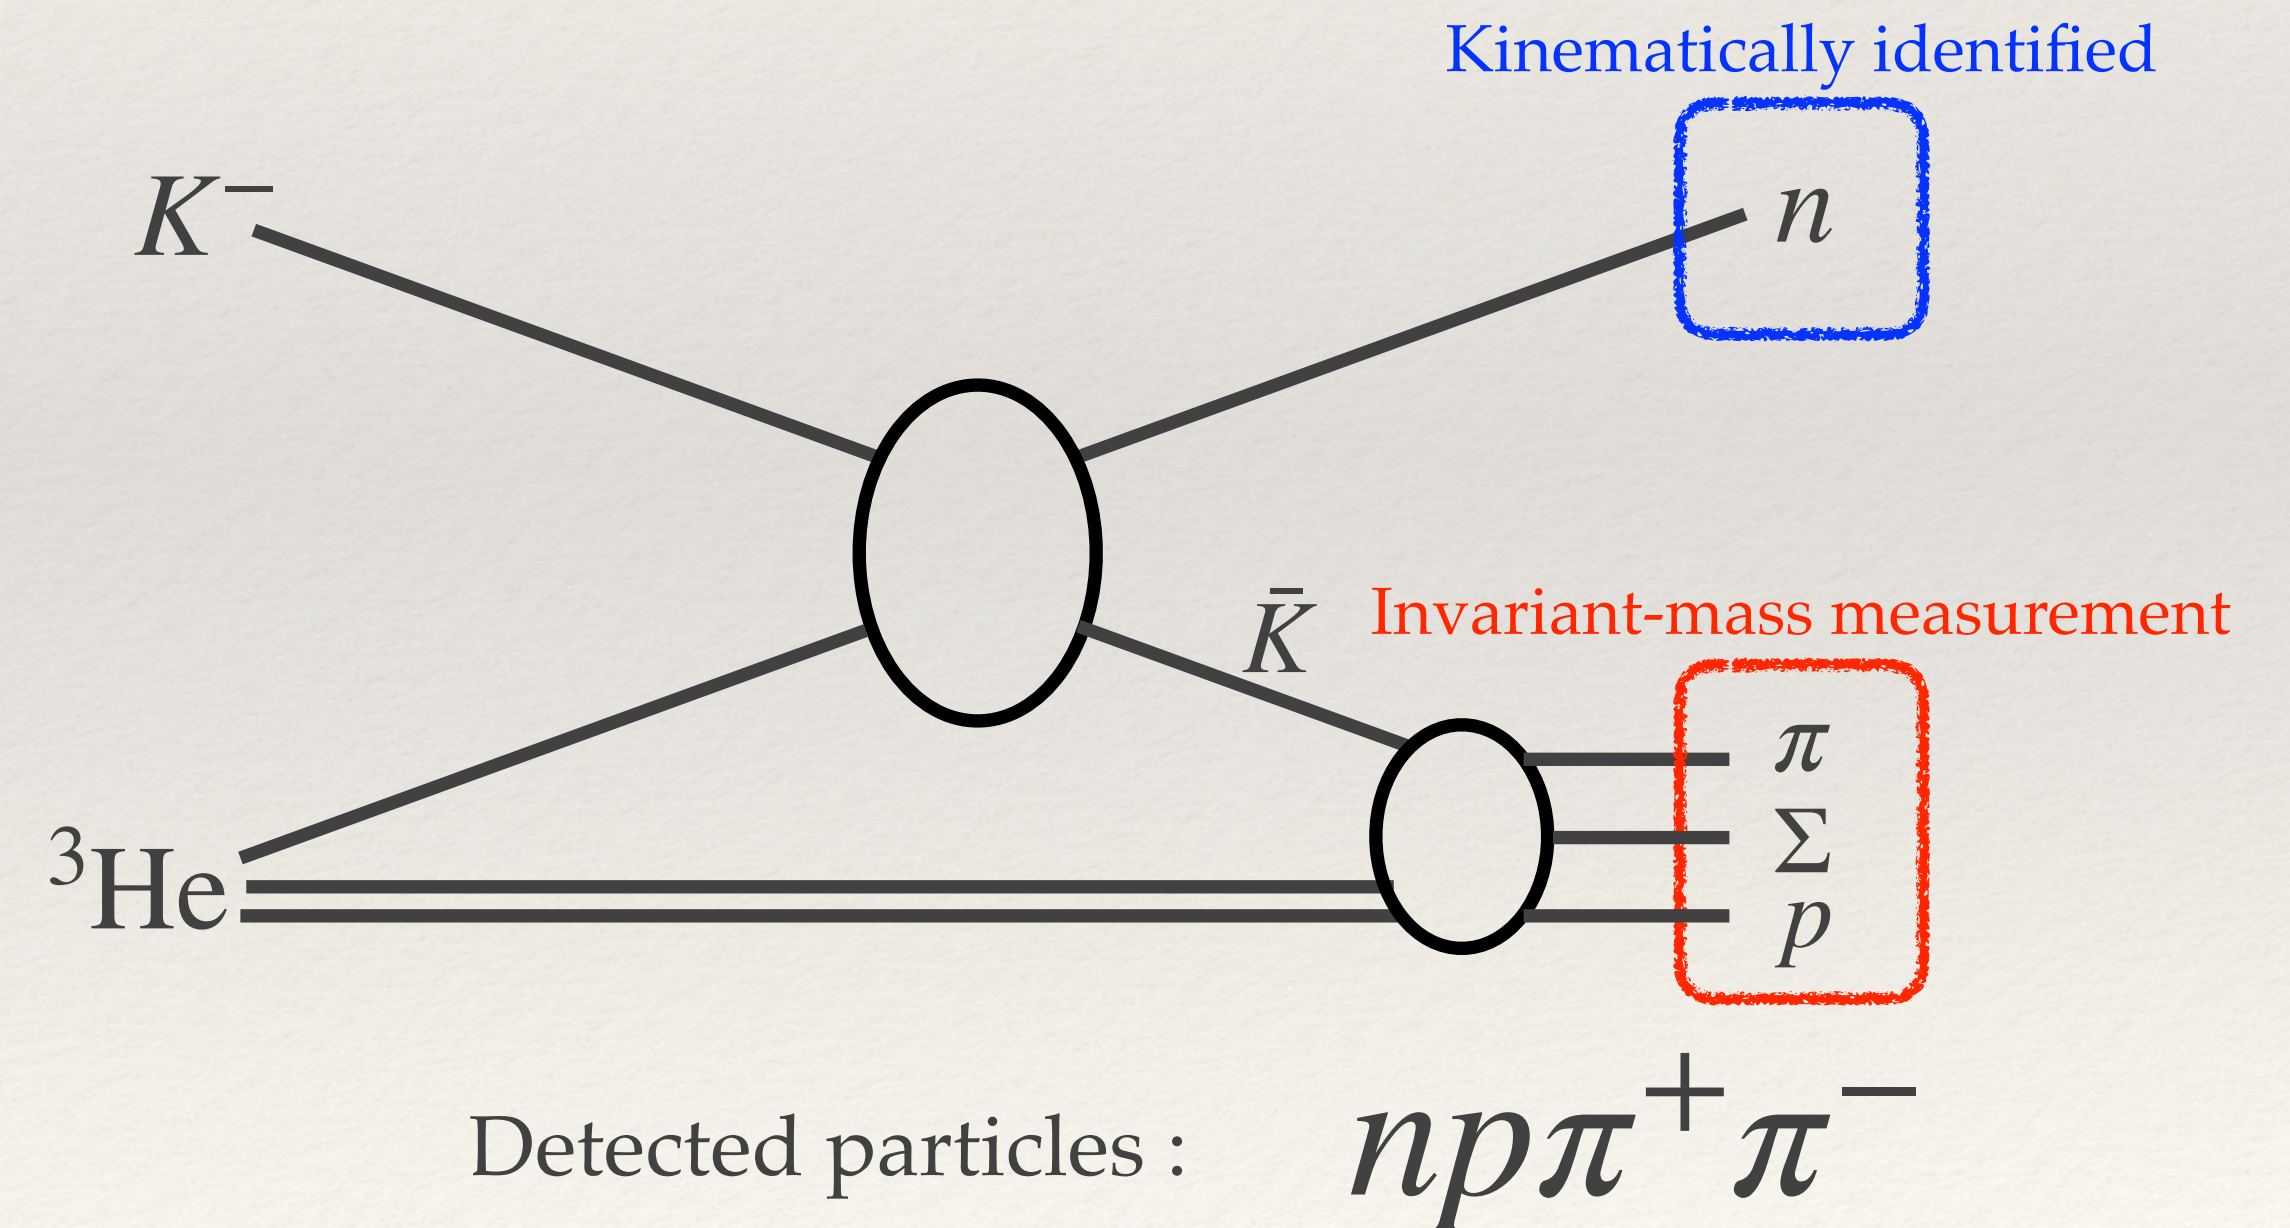 Kinematically identified
K⁻
n
K̄
Invariant-mass measurement
π
Σ
³He
p
Detected particles : npπ⁺π⁻